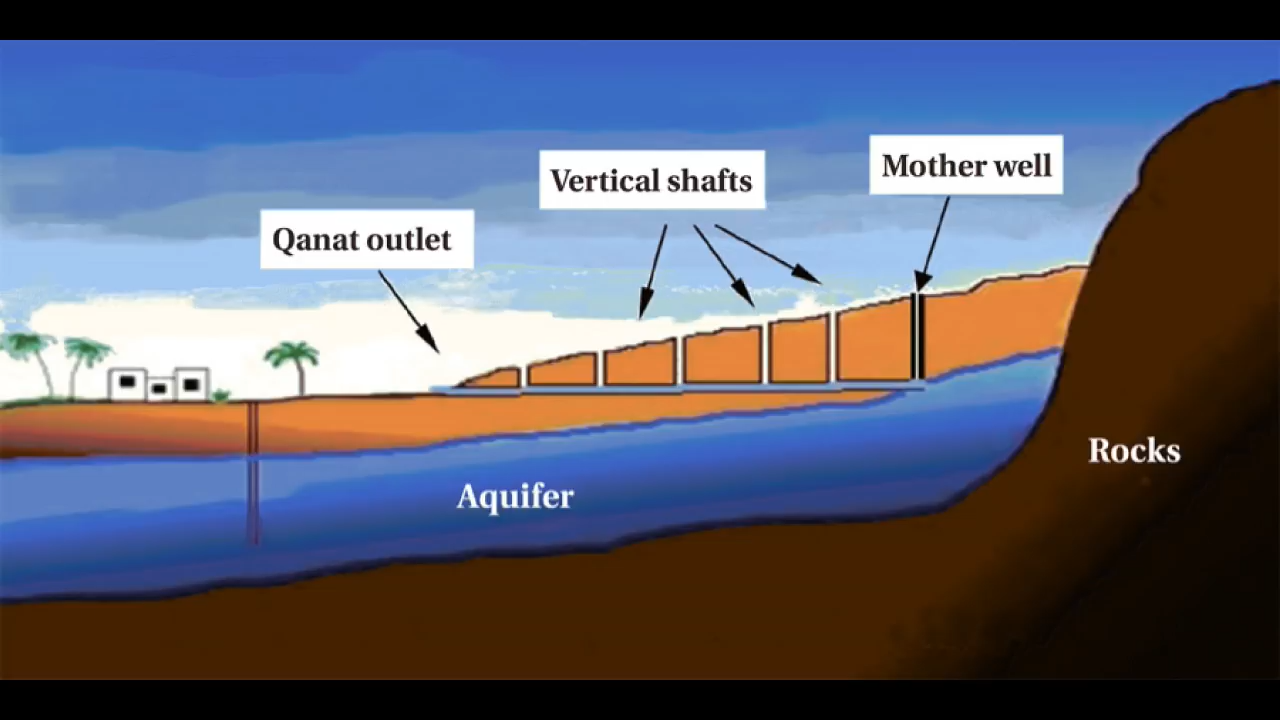 Mother well
Vertical shafts
Qanat outlet
Rocks
Aquifer